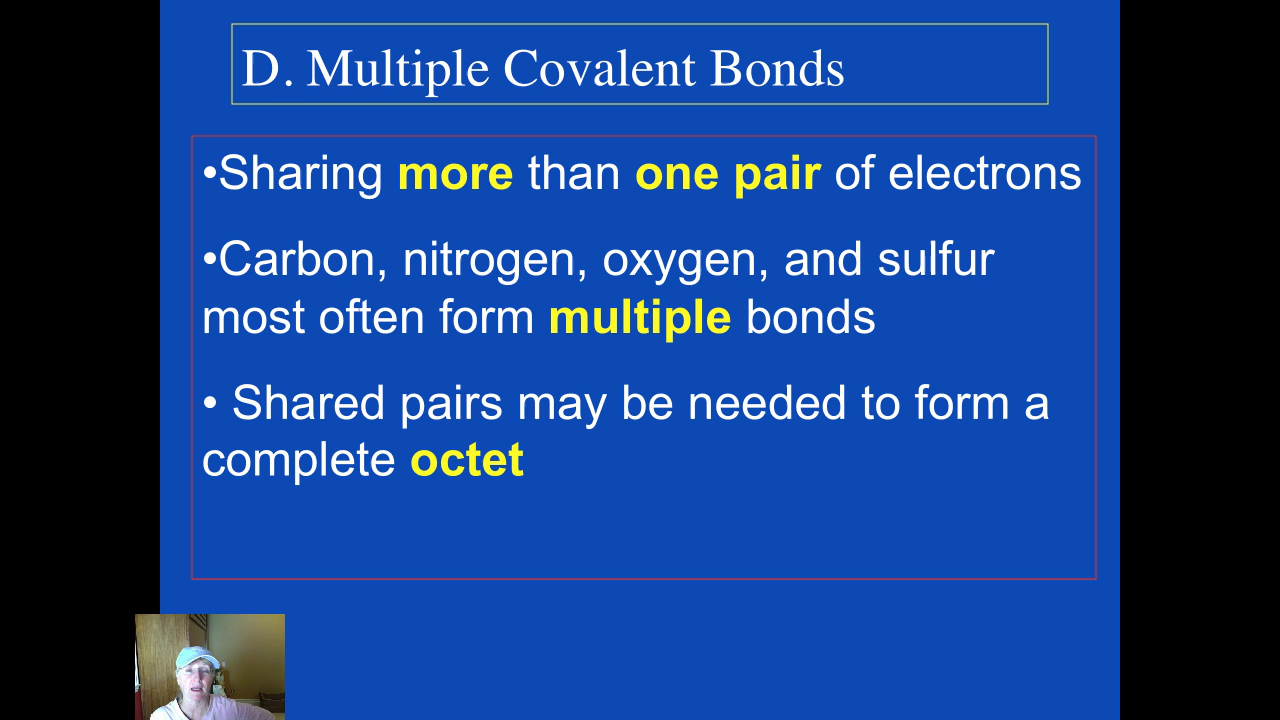 D. Multiple Covalent Bonds
•Sharing more than one pair of electrons
•Carbon, nitrogen, oxygen, and sulfur
most often form multiple bonds
• Shared pairs may be needed to form a
complete octet